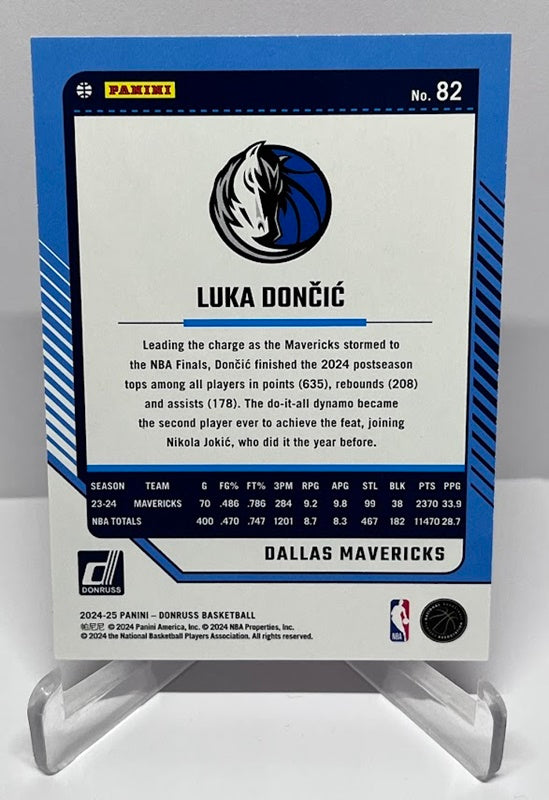 PANINI
No. 82
LUKA DONČIĆ
Leading the charge as the Mavericks stormed to
the NBA Finals, Dončić finished the 2024 postseason
tops among all players in points (635), rebounds (208)
and assists (178). The do-it-all dynamo became
the second player ever to achieve the feat, joining
Nikola Jokić, who did it the year before.
SEASON TEAM G FG% FT% 3PM RPG APG STL BLK PTS PPG
23-24 MAVERICKS 70 .486 .786 284 9.2 9.8 99 38 2370 33.9
NBA TOTALS 400 .470 .747 1201 8.7 8.3 467 182 11470 28.7
DALLAS MAVERICKS
d
DONRUSS
2024-25 PANINI – DONRUSS BASKETBALL
帕尼尼 © 2024 Panini America, Inc. © 2024 NBA Properties, Inc.
© 2024 the National Basketball Players Association. All rights reserved.
NBA